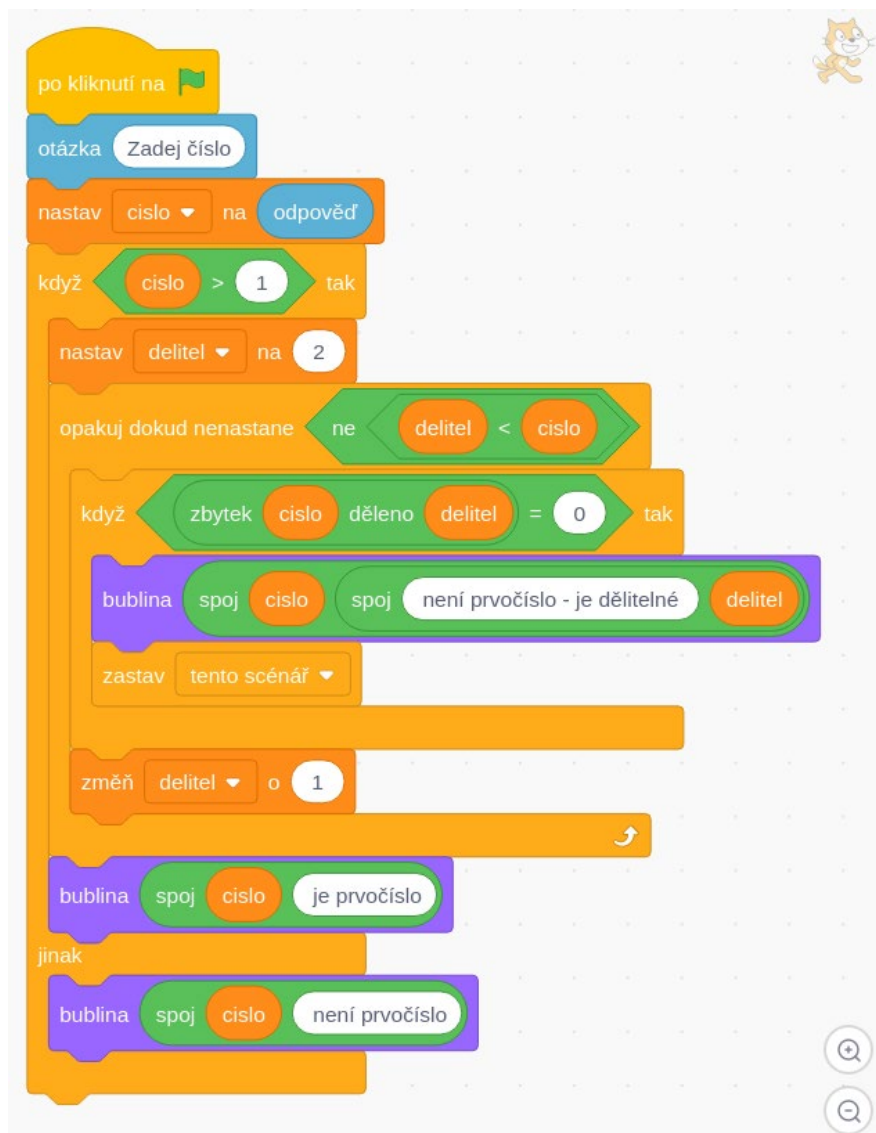 po kliknutí na
otázka Zadej číslo
nastav cislo na odpověď
když cislo > 1 tak
nastav delitel na 2
opakuj dokud nenastane ne delitel < cislo
když zbytek cislo děleno delitel = 0 tak
bublina spoj cislo spoj není prvočíslo - je dělitelné delitel
zastav tento scénář
změň delitel o 1
bublina spoj cislo je prvočíslo
jinak
bublina spoj cislo není prvočíslo